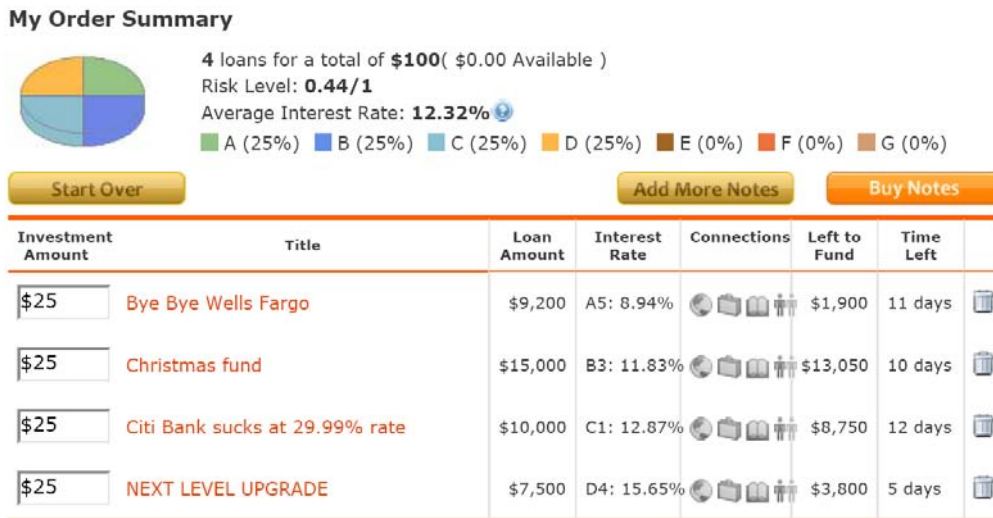 My Order Summary
4 loans for a total of $100( $0.00 Available )
Risk Level: 0.44/1
Average Interest Rate: 12.32%
A (25%) B (25%) C (25%) D (25%) E (0%) F (0%) G (0%)
Start Over Add More Notes Buy Notes
Investment Amount Title Loan Amount Interest Rate Connections Left to Fund Time Left
$25 Bye Bye Wells Fargo $9,200 A5: 8.94% $1,900 11 days
$25 Christmas fund $15,000 B3: 11.83% $13,050 10 days
$25 Citi Bank sucks at 29.99% rate $10,000 C1: 12.87% $8,750 12 days
$25 NEXT LEVEL UPGRADE $7,500 D4: 15.65% $3,800 5 days